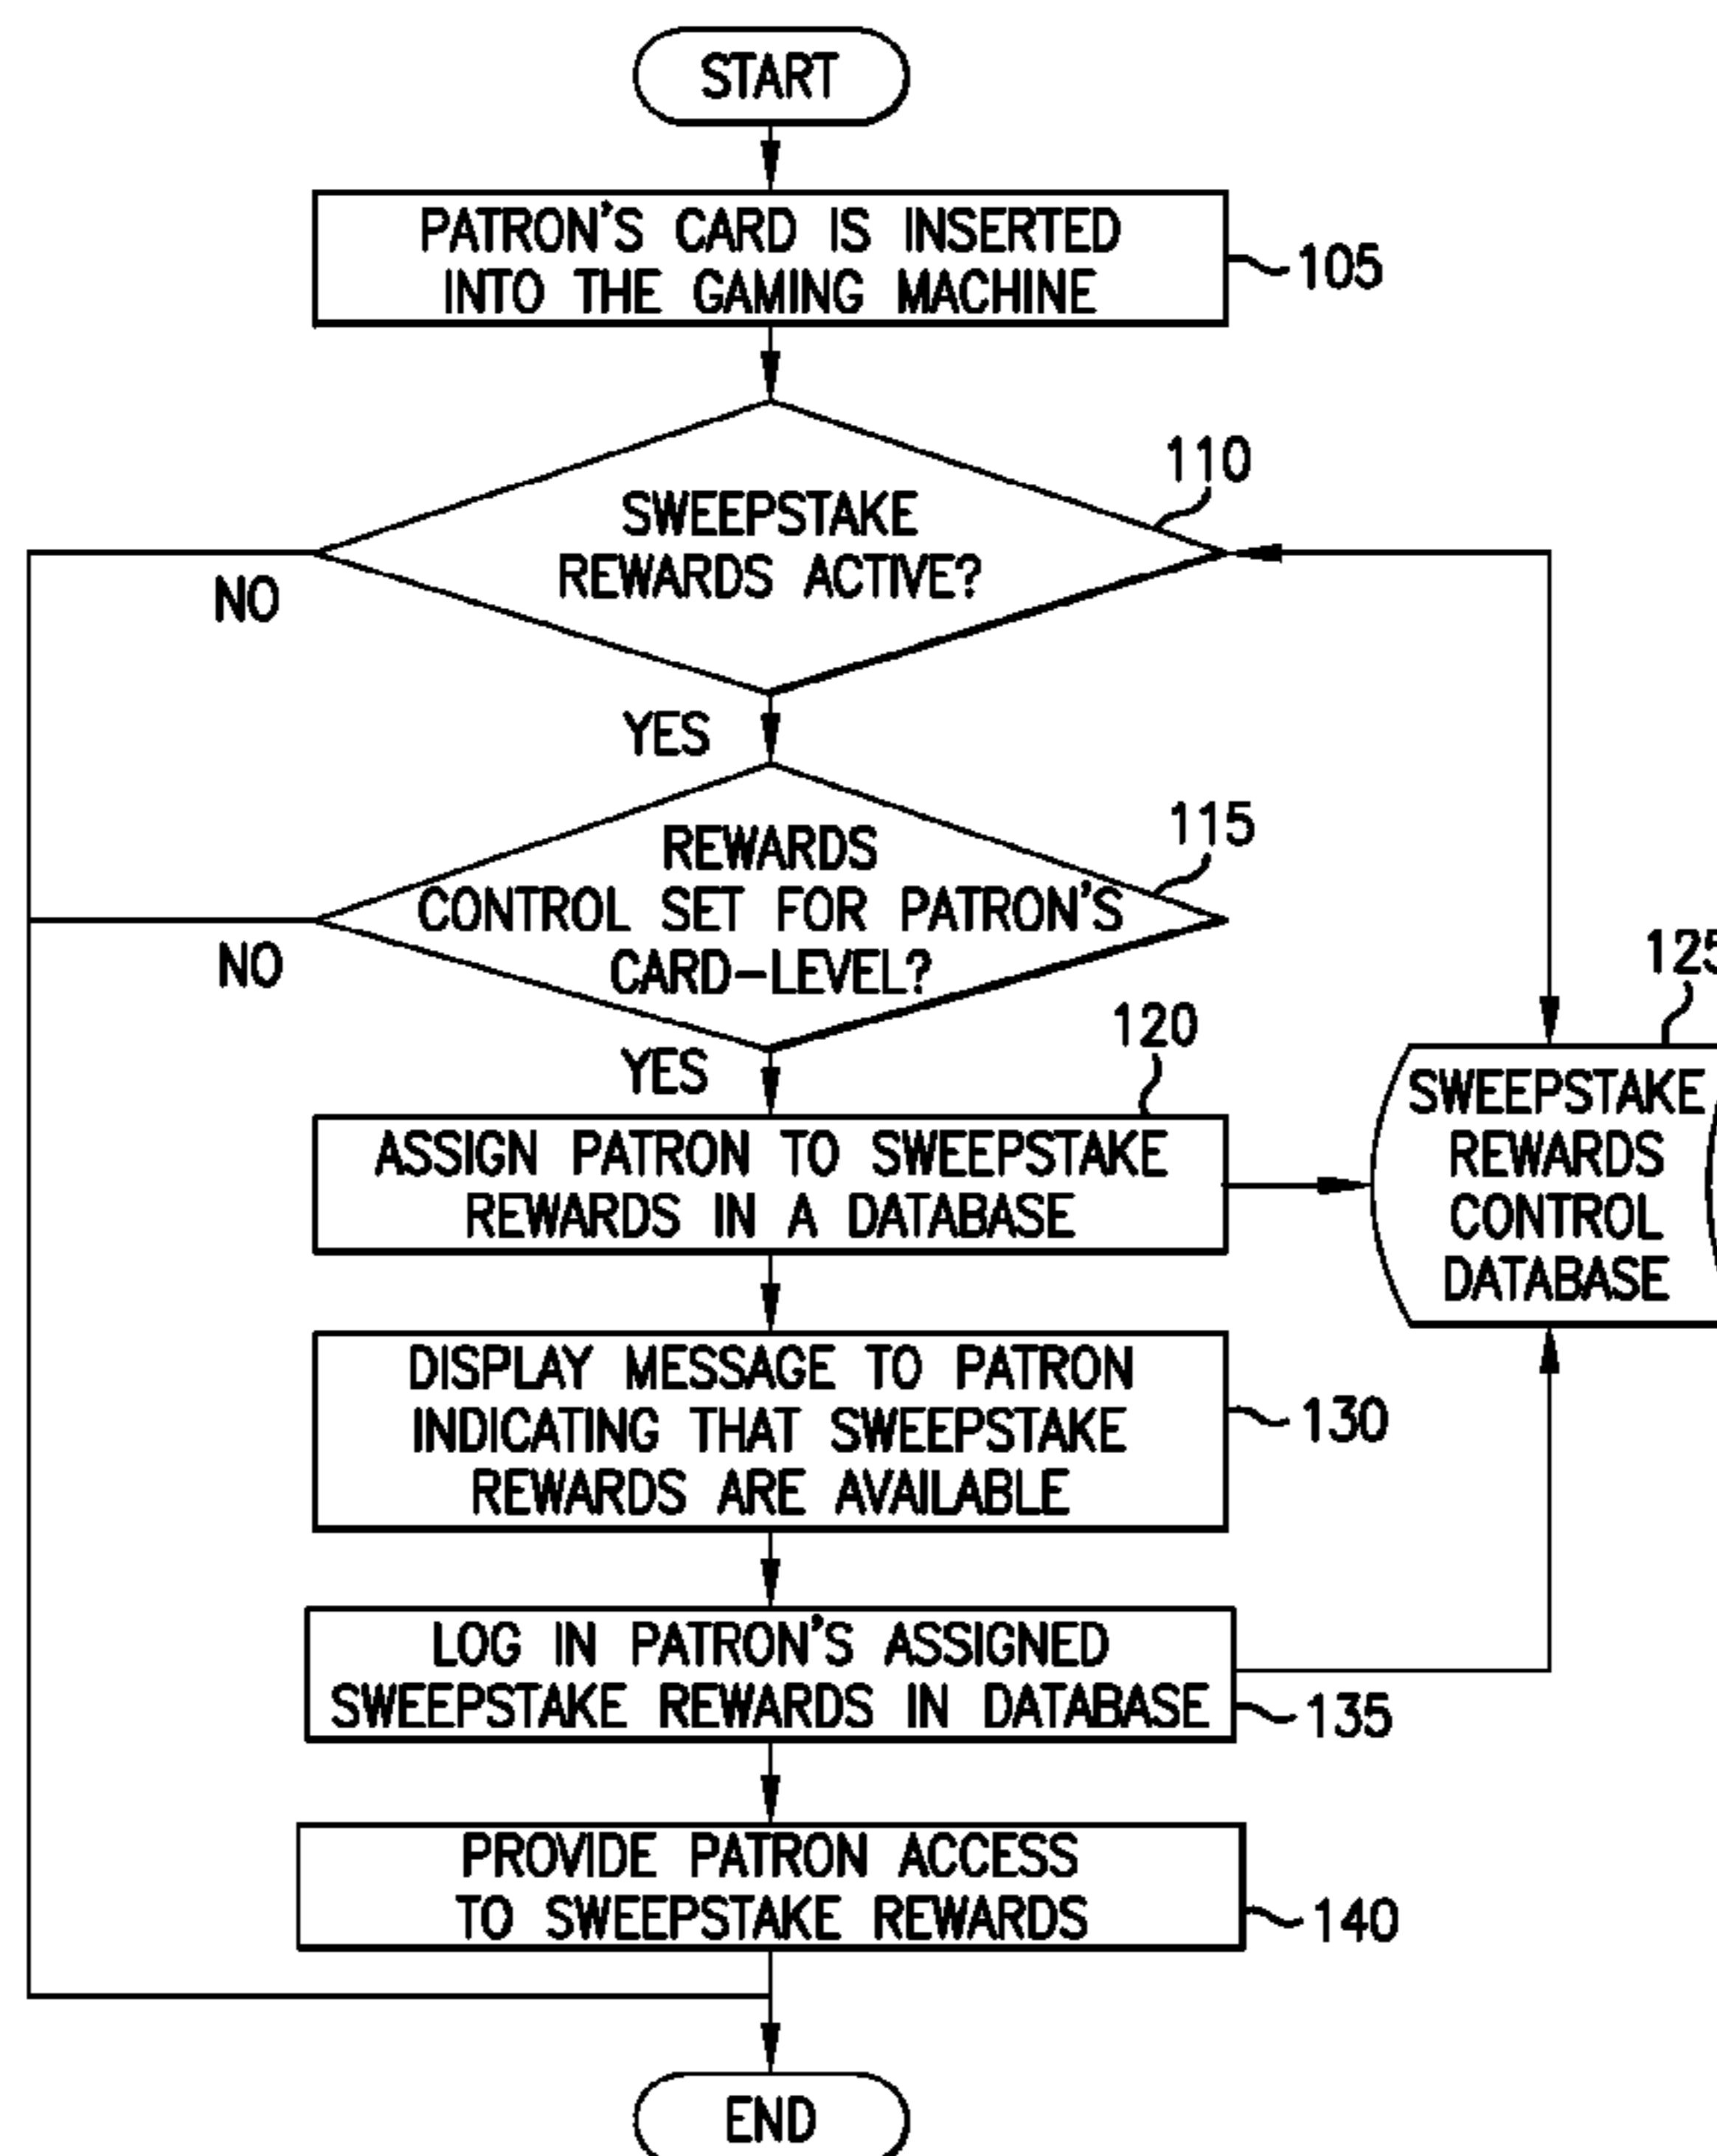 START
PATRON'S CARD IS INSERTED
INTO THE GAMING MACHINE
105
110
SWEEPSTAKE
REWARDS ACTIVE?
NO
YES
115
REWARDS
CONTROL SET FOR PATRON'S
CARD-LEVEL?
NO
YES
120
125
ASSIGN PATRON TO SWEEPSTAKE
REWARDS IN A DATABASE
SWEEPSTAKE
REWARDS
CONTROL
DATABASE
DISPLAY MESSAGE TO PATRON
INDICATING THAT SWEEPSTAKE
REWARDS ARE AVAILABLE
130
LOG IN PATRON'S ASSIGNED
SWEEPSTAKE REWARDS IN DATABASE
135
PROVIDE PATRON ACCESS
TO SWEEPSTAKE REWARDS
140
END